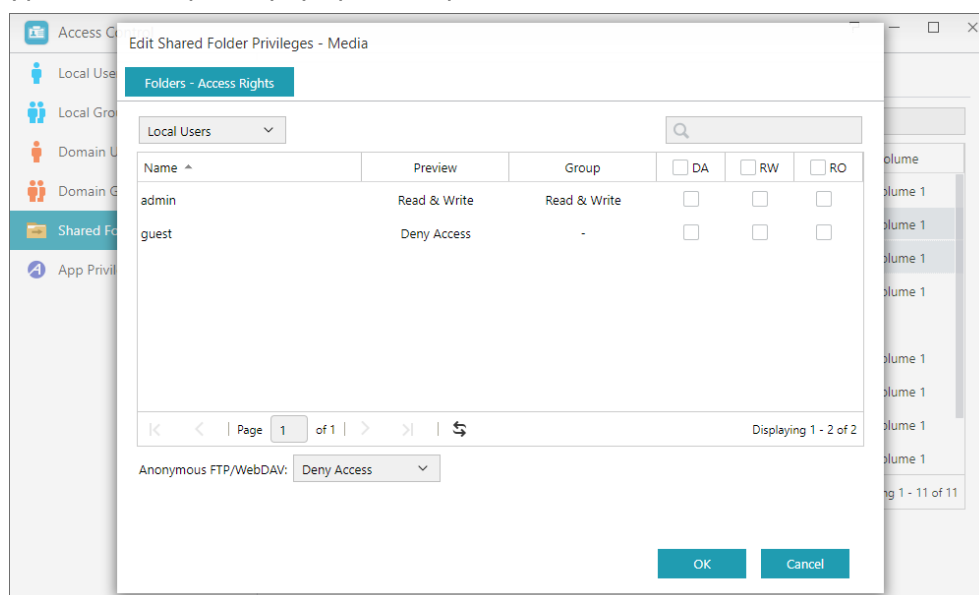 Access Co
Edit Shared Folder Privileges - Media
Folders - Access Rights
Local Use
Local Gro
Domain U
Domain G
Shared Fo
App Privil
Local Users
Name Preview Group DA RW RO
admin Read & Write Read & Write
guest Deny Access -
Page 1 of 1 Displaying 1 - 2 of 2
Anonymous FTP/WebDAV: Deny Access
OK Cancel
olume
olume 1
olume 1
olume 1
olume 1
olume 1
olume 1
olume 1
olume 1
ng 1 - 11 of 11